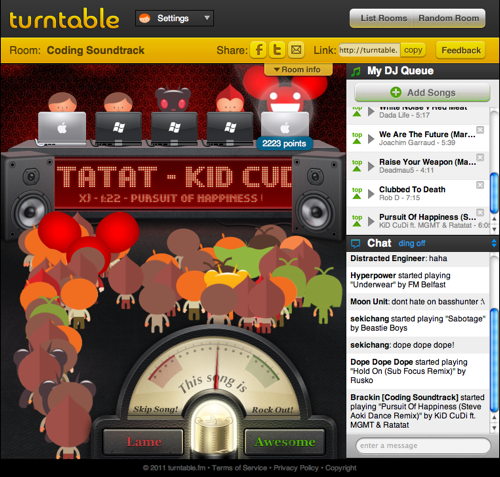 turntable
Settings
List Rooms
Random Room
Room: Coding Soundtrack
Share:
Link: http://turntable. copy
Feedback
Room info
2223 points
TATAT - KID CUD
- PURSUIT OF HAPPINESS!
This song is
Skip Song!
Rock Out!
Lame
Awesome
My DJ Queue
Add Songs
White Noise V Red Meat
Dada Life - 5:17
top
We Are The Future (Mar...
Joachim Garraud - 5:39
top
Raise Your Weapon (Ma...
Deadmau5 - 4:11
top
Clubbed To Death
Rob D - 7:15
top
Pursuit Of Happiness (S...
KiD CuDi ft. MGMT & Ratatat - 6:05
Chat
ding off
Distracted Engineer: haha
Hyperpower started playing
"Underwear" by FM Belfast
Moon Unit: dont hate on basshunter :\
sekichang started playing "Sabotage"
by Beastie Boys
sekichang: dope dope dope!
Dope Dope Dope started playing
"Hold On (Sub Focus Remix)" by
Rusko
Brackin [Coding Soundtrack] started
playing "Pursuit Of Happiness (Steve
Aoki Dance Remix)" by KiD CuDi ft.
MGMT & Ratatat
enter a message
© 2011 turntable.fm • Terms of Service • Privacy Policy • Copyright